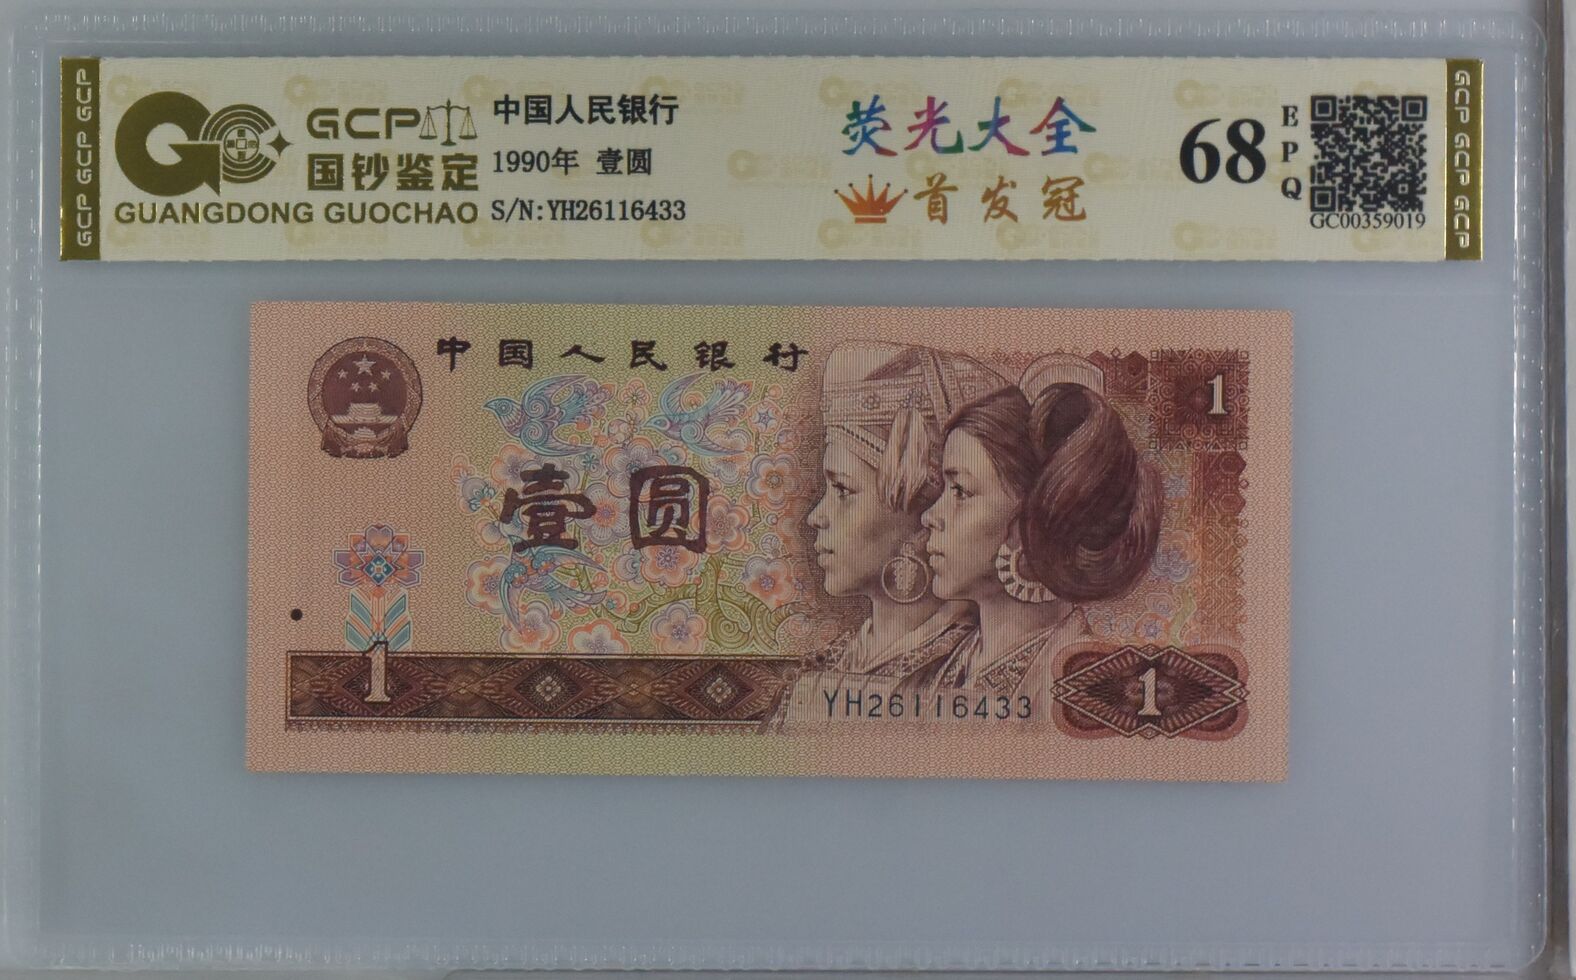 GCP GCP GCP
GCP
国钞鉴定
GUANGDONG GUOCHAO
中国人民银行
1990年 壹圆
S/N:YH26116433
荧光大全
首发冠
68
EPQ
GC00359019
GCP GCP GCP
中国人民银行
1
壹圆
1
YH26116433
1